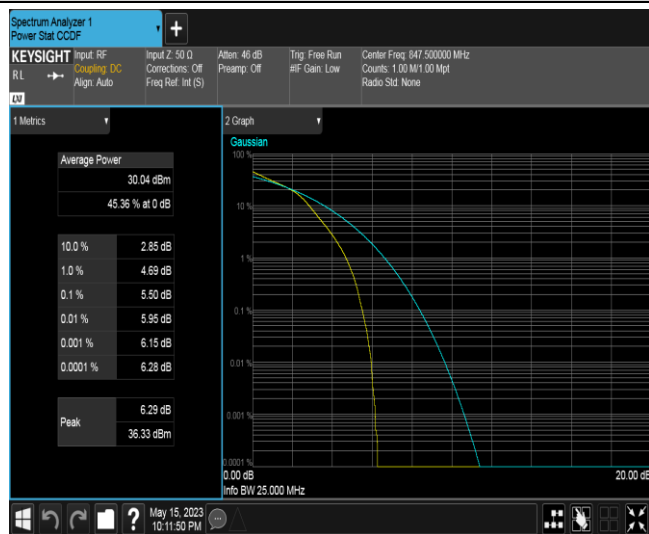 Spectrum Analyzer 1
Power Stat CCDF
+
KEYSIGHT
RL
Input: RF
Coupling: DC
Align: Auto
Input Z: 50 Ω
Corrections: Off
Freq Ref: Int (S)
Atten: 46 dB
Preamp: Off
Trig: Free Run
#IF Gain: Low
Center Freq: 847.500000 MHz
Counts: 1.00 M/1.00 Mpt
Radio Std: None
LXI
1 Metrics
Average Power
30.04 dBm
45.36 % at 0 dB
10.0 % 2.85 dB
1.0 % 4.69 dB
0.1 % 5.50 dB
0.01 % 5.95 dB
0.001 % 6.15 dB
0.0001 % 6.28 dB
Peak
6.29 dB
36.33 dBm
2 Graph
Gaussian
100 %
10 %
1 %
0.1 %
0.01 %
0.001 %
0.0001 %
0.00 dB
20.00 dB
Info BW 25.000 MHz
?
May 15, 2023
10:11:50 PM